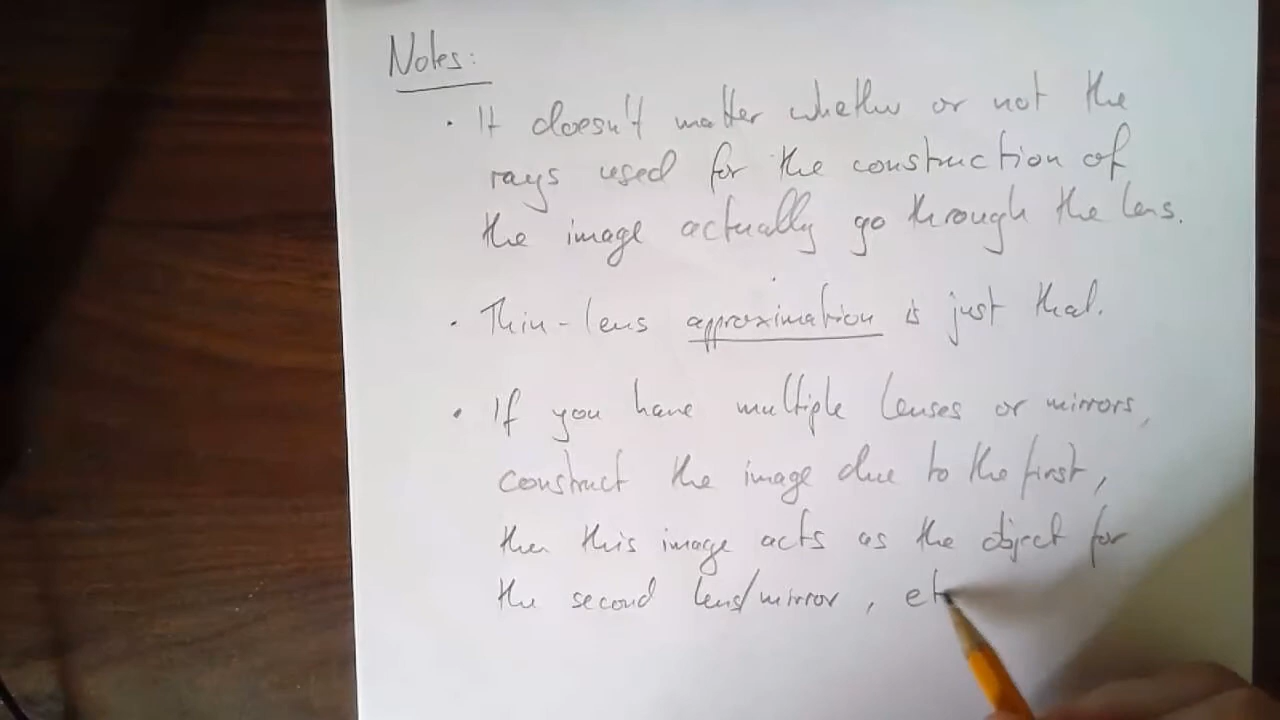 Notes:
· It doesn't matter whether or not the
rays used for the construction of
the image actually go through the lens.
· Thin-lens approximation is just that.
· If you have multiple lenses or mirrors,
construct the image due to the first,
then this image acts as the object for
the second lens/mirror, et